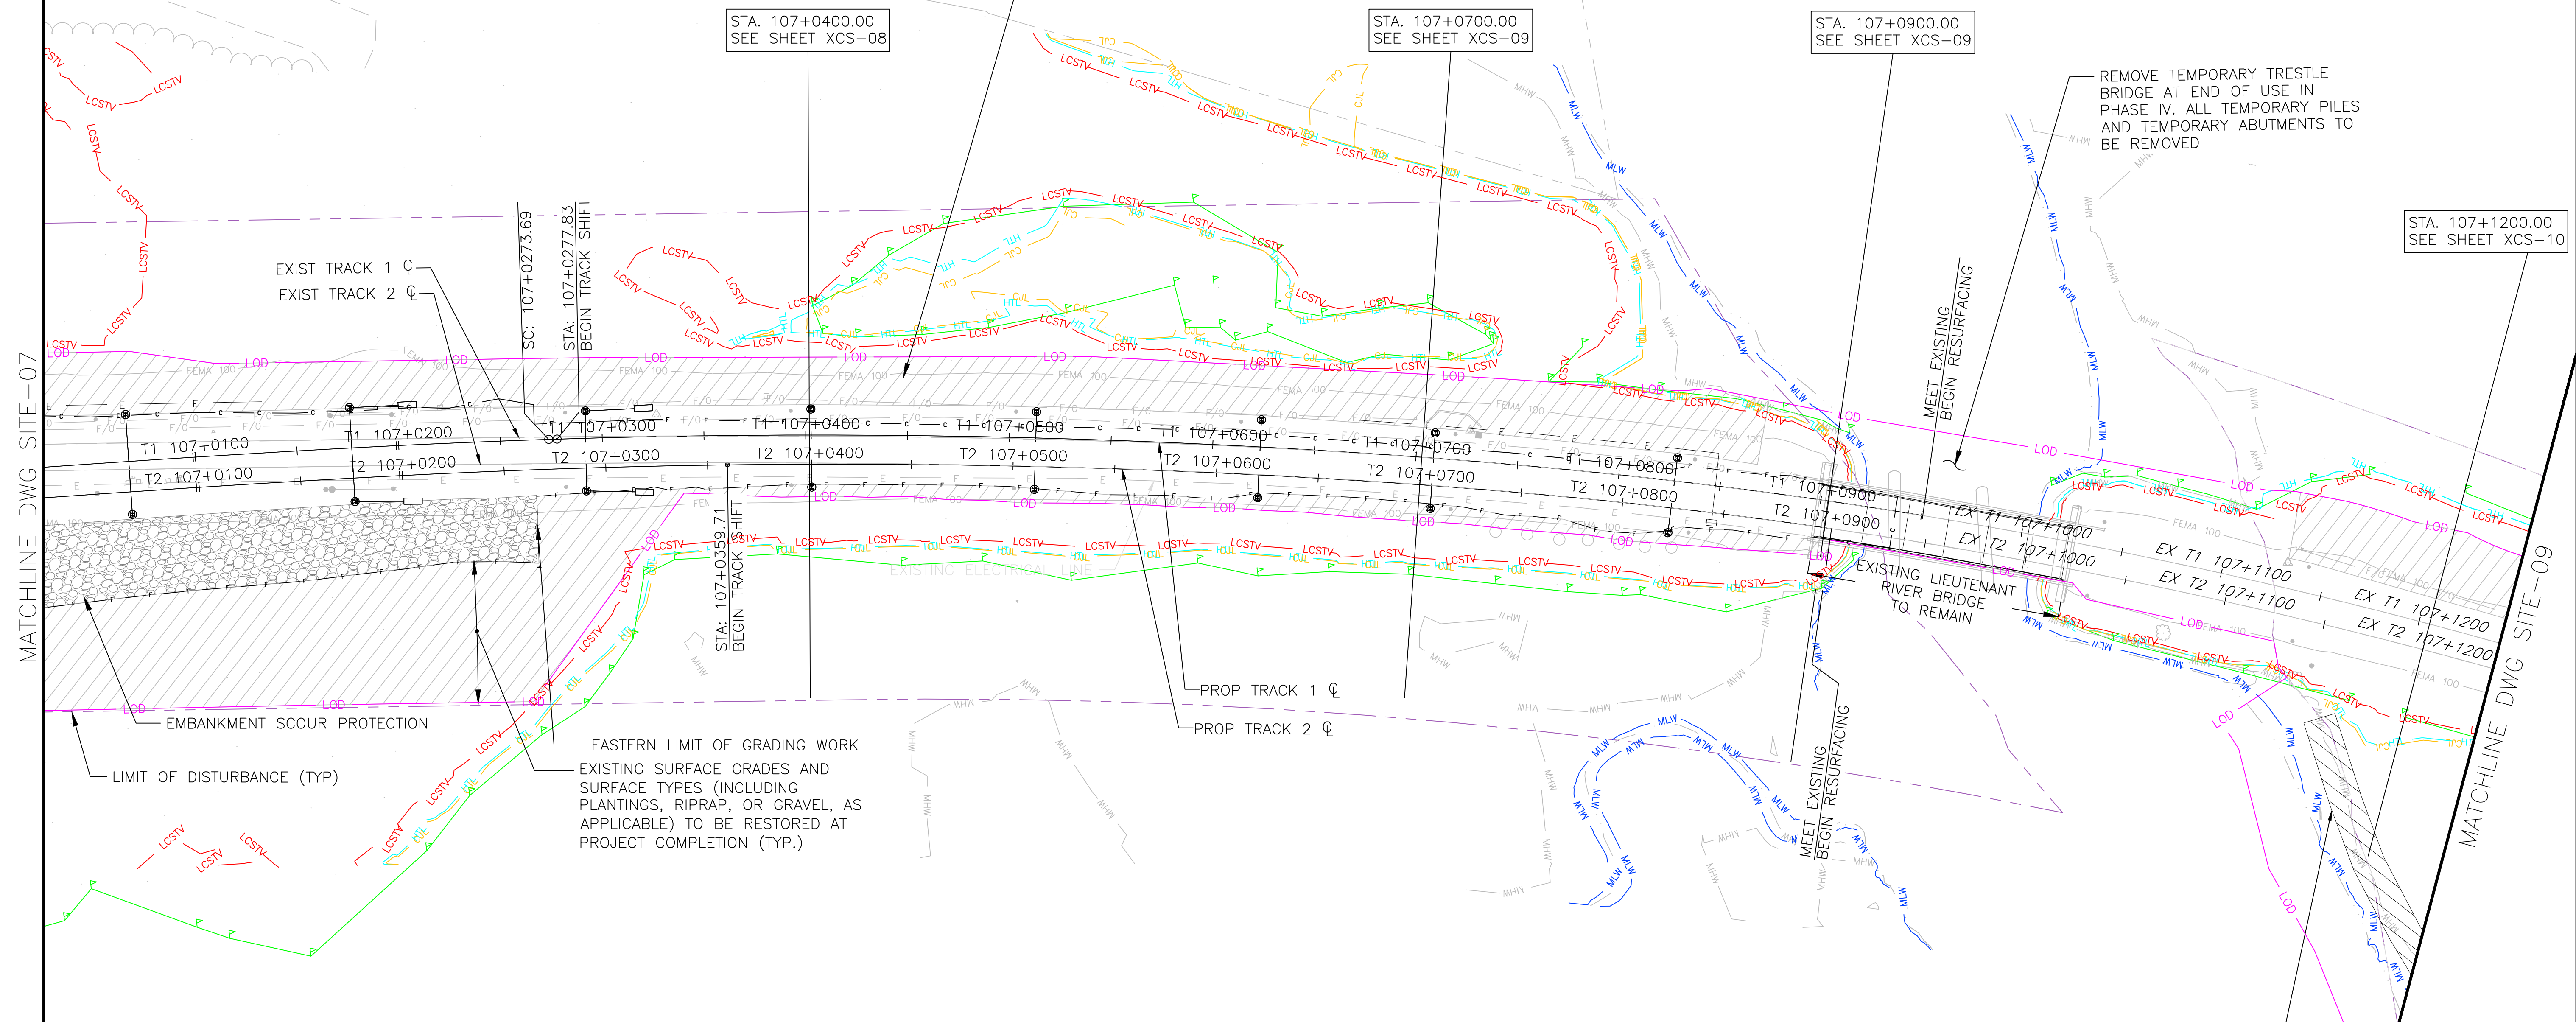 STA. 107+0400.00
SEE SHEET XCS-08
STA. 107+0700.00
SEE SHEET XCS-09
STA. 107+0900.00
SEE SHEET XCS-09
REMOVE TEMPORARY TRESTLE
BRIDGE AT END OF USE IN
PHASE IV. ALL TEMPORARY PILES
AND TEMPORARY ABUTMENTS TO
BE REMOVED
STA. 107+1200.00
SEE SHEET XCS-10
MATCHLINE DWG SITE-07
EXIST TRACK 1 ℄
EXIST TRACK 2 ℄
SC: 107+0273.69
STA: 107+0277.83
BEGIN TRACK SHIFT
MEET EXISTING
BEGIN RESURFACING
T1 107+0100
T1 107+0200
T1 107+0300
T1 107+0400
T1 107+0500
T1 107+0600
T1 107+0700
T1 107+0800
T1 107+0900
EX T1 107+1000
EX T1 107+1100
EX T1 107+1200
T2 107+0100
T2 107+0200
T2 107+0300
T2 107+0400
T2 107+0500
T2 107+0600
T2 107+0700
T2 107+0800
T2 107+0900
EX T2 107+1000
EX T2 107+1100
EX T2 107+1200
LCSTV
LOD
FEMA 100
HTL
CJL
MLW
MHW
F/O
E
C
F
STA: 107+0359.71
BEGIN TRACK SHIFT
EXISTING ELECTRICAL LINE
EXISTING LIEUTENANT
RIVER BRIDGE
TO REMAIN
PROP TRACK 1 ℄
PROP TRACK 2 ℄
EMBANKMENT SCOUR PROTECTION
LIMIT OF DISTURBANCE (TYP)
EASTERN LIMIT OF GRADING WORK
EXISTING SURFACE GRADES AND
SURFACE TYPES (INCLUDING
PLANTINGS, RIPRAP, OR GRAVEL, AS
APPLICABLE) TO BE RESTORED AT
PROJECT COMPLETION (TYP.)
MEET EXISTING
BEGIN RESURFACING
MATCHLINE DWG SITE-09